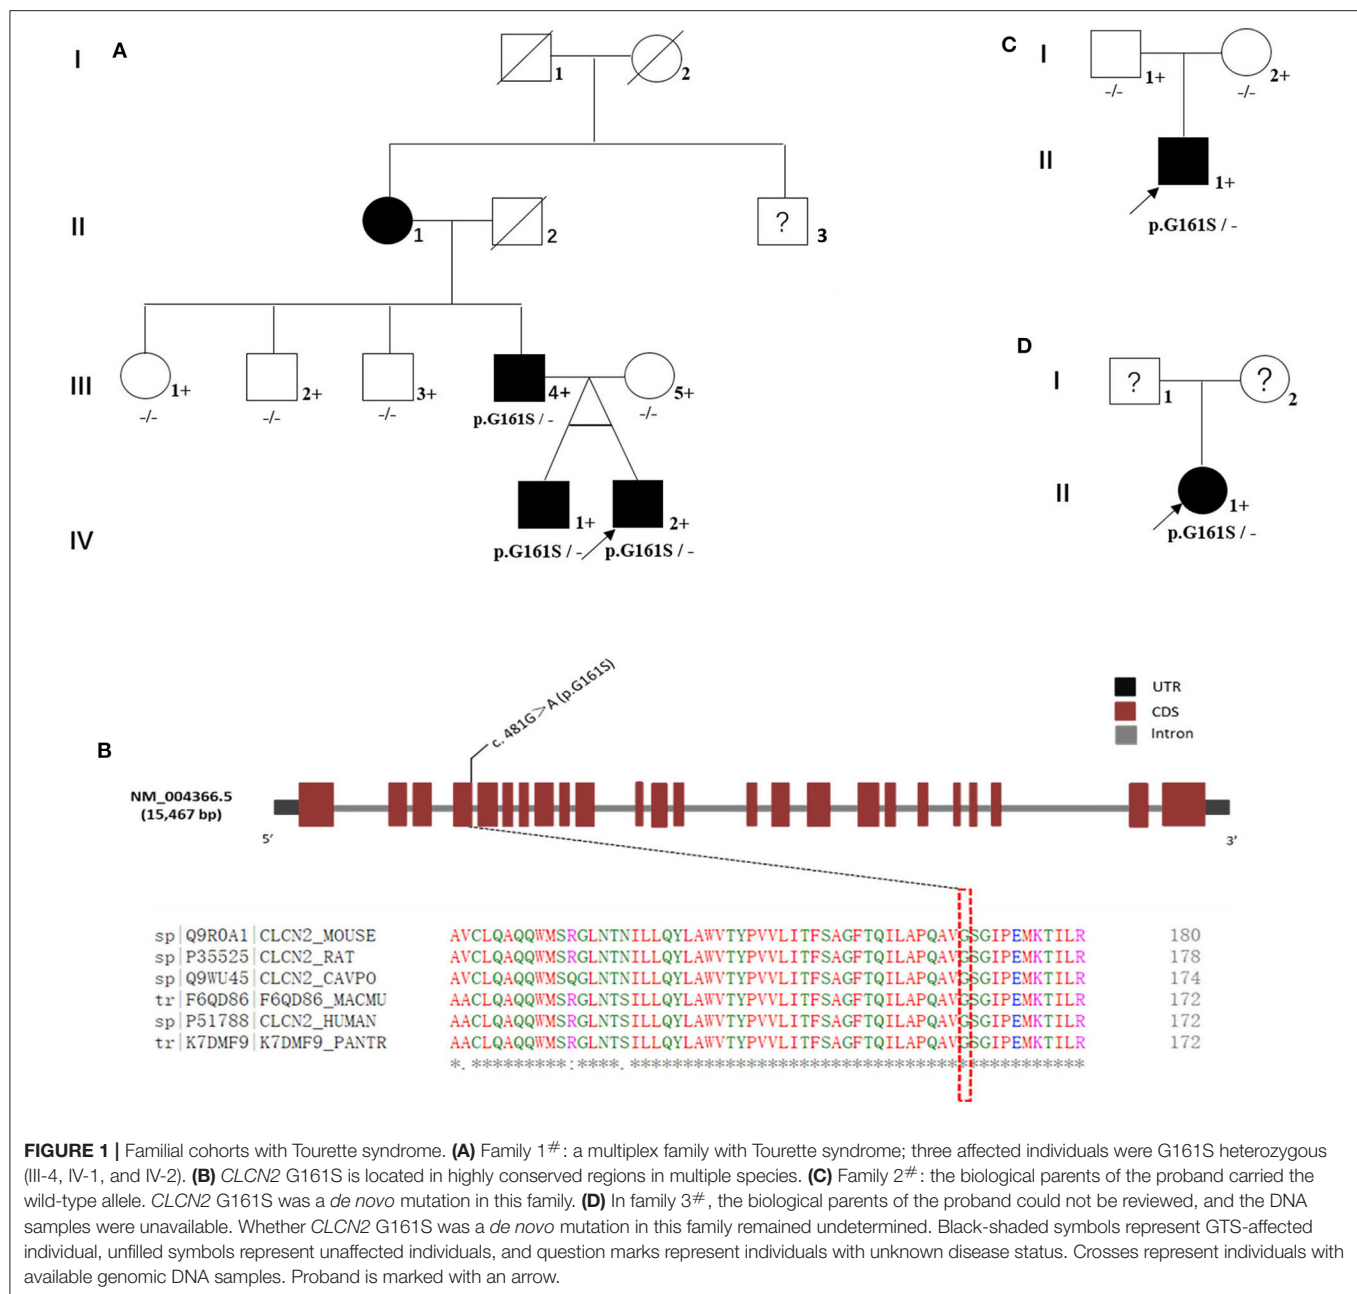 A
I
1
2
II
1
2
?
3
III
1+
2+
3+
4+
5+
-/-
-/-
-/-
p.G161S / -
-/-
IV
1+
2+
p.G161S / -
p.G161S / -
C
I
1+
2+
-/-
-/-
II
1+
p.G161S / -
D
I
?
1
?
2
II
1+
p.G161S / -
B
c. 481G>A (p.G161S)
UTR
CDS
Intron
NM_004366.5
(15,467 bp)
5′
3′
sp|Q9R0A1|CLCN2_MOUSE AVCLQAQQWMSRGLNTNILLQYLAWVTYPVVLITFSAGFTQILAPQAVGSGIPEMKTILR 180
sp|P35525|CLCN2_RAT AVCLQAQQWMSRGLNTNILLQYLAWVTYPVVLITFSAGFTQILAPQAVGSGIPEMKTILR 178
sp|Q9WU45|CLCN2_CAVPO AVCLQAQQWMSQGLNTNILLQYLAWVTYPVVLITFSAGFTQILAPQAVGSGIPEMKTILR 174
tr|F6QD86|F6QD86_MACMU AACLQAQQWMSRGLNTSILLQYLAWVTYPVVLITFSAGFTQILAPQAVGSGIPEMKTILR 172
sp|P51788|CLCN2_HUMAN AACLQAQQWMSRGLNTSILLQYLAWVTYPVVLITFSAGFTQILAPQAVGSGIPEMKTILR 172
tr|K7DMF9|K7DMF9_PANTR AACLQAQQWMSRGLNTSILLQYLAWVTYPVVLITFSAGFTQILAPQAVGSGIPEMKTILR 172
*.*********:****.*******************************************
FIGURE 1 | Familial cohorts with Tourette syndrome. (A) Family 1#: a multiplex family with Tourette syndrome; three affected individuals were G161S heterozygous
(III-4, IV-1, and IV-2). (B) CLCN2 G161S is located in highly conserved regions in multiple species. (C) Family 2#: the biological parents of the proband carried the
wild-type allele. CLCN2 G161S was a de novo mutation in this family. (D) In family 3#, the biological parents of the proband could not be reviewed, and the DNA
samples were unavailable. Whether CLCN2 G161S was a de novo mutation in this family remained undetermined. Black-shaded symbols represent GTS-affected
individual, unfilled symbols represent unaffected individuals, and question marks represent individuals with unknown disease status. Crosses represent individuals with
available genomic DNA samples. Proband is marked with an arrow.